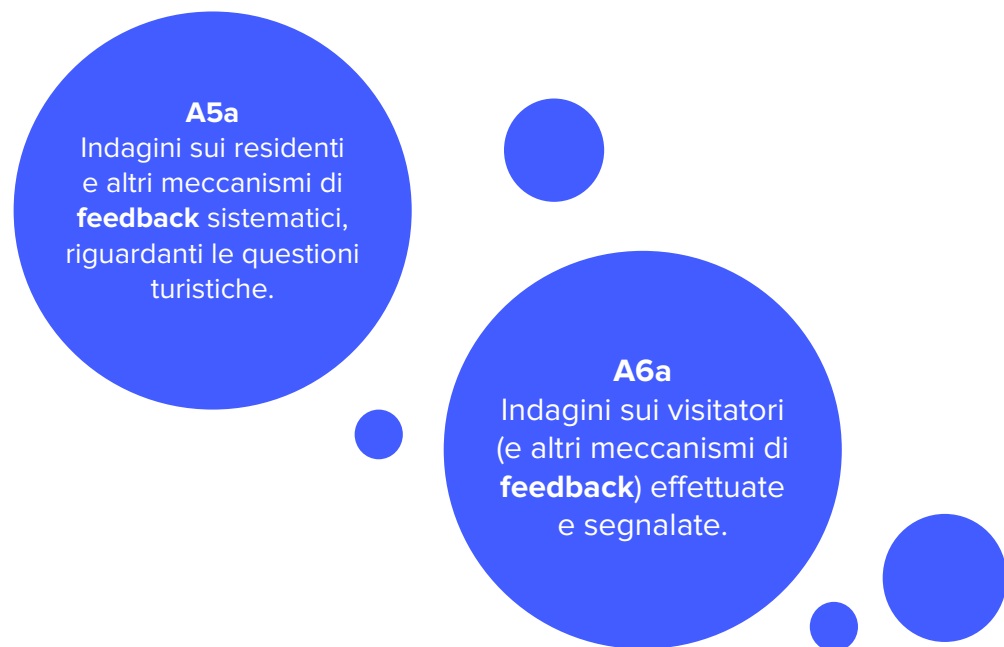 A5a
Indagini sui residenti
e altri meccanismi di
feedback sistematici,
riguardanti le questioni
turistiche.
A6a
Indagini sui visitatori
(e altri meccanismi di
feedback) effettuate
e segnalate.